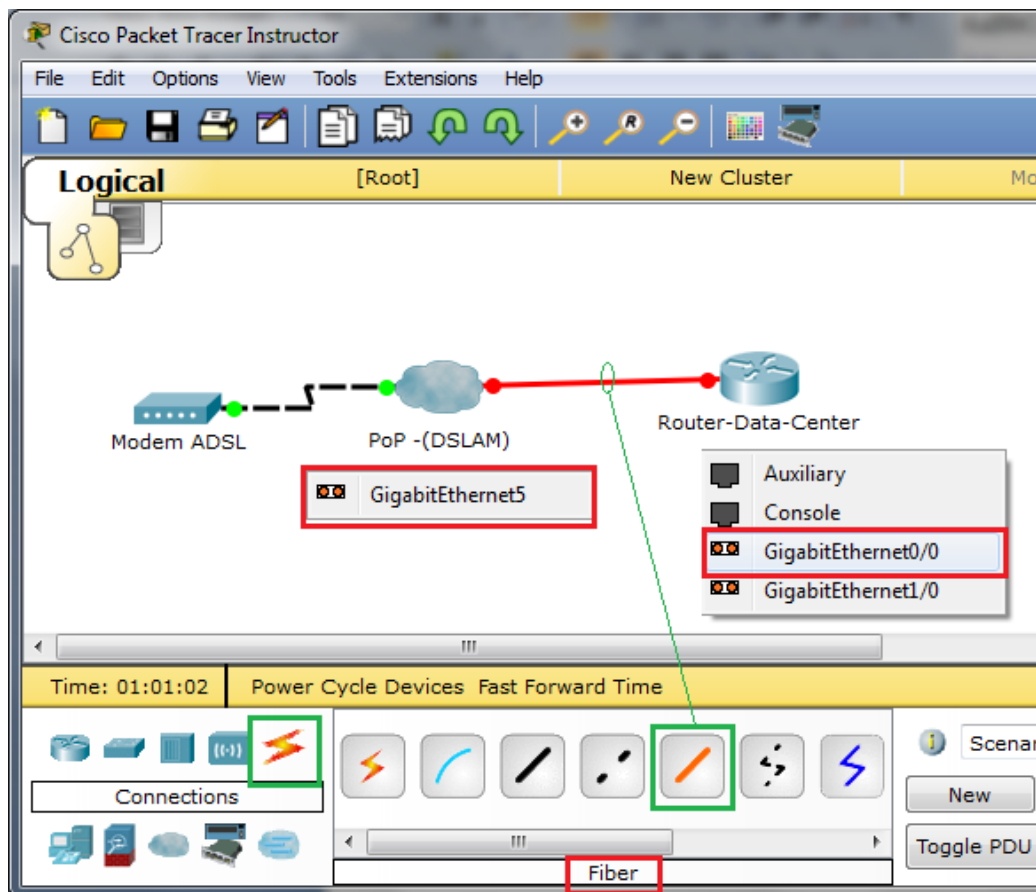 Cisco Packet Tracer Instructor
File Edit Options View Tools Extensions Help
R
Logical [Root] New Cluster
Modem ADSL PoP -(DSLAM) Router-Data-Center
GigabitEthernet5
Auxiliary
Console
GigabitEthernet0/0
GigabitEthernet1/0
Time: 01:01:02 Power Cycle Devices Fast Forward Time
Connections
Fiber
Scenar
New
Toggle PDU